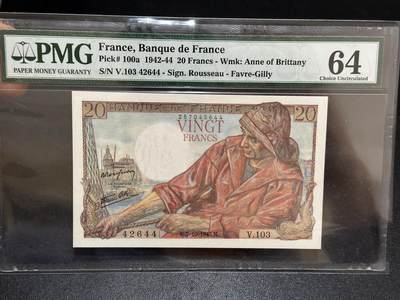 PMG
PAPER MONEY GUARANTY
France, Banque de France
Pick# 100a 1942-44 20 Francs - Wmk: Anne of Brittany
S/N V.103 42644 - Sign. Rousseau - Favre-Gilly
64
Choice Uncirculated
20 BANQUE DE FRANCE 20
257042644
VINGT
FRANCS
42644
V.103